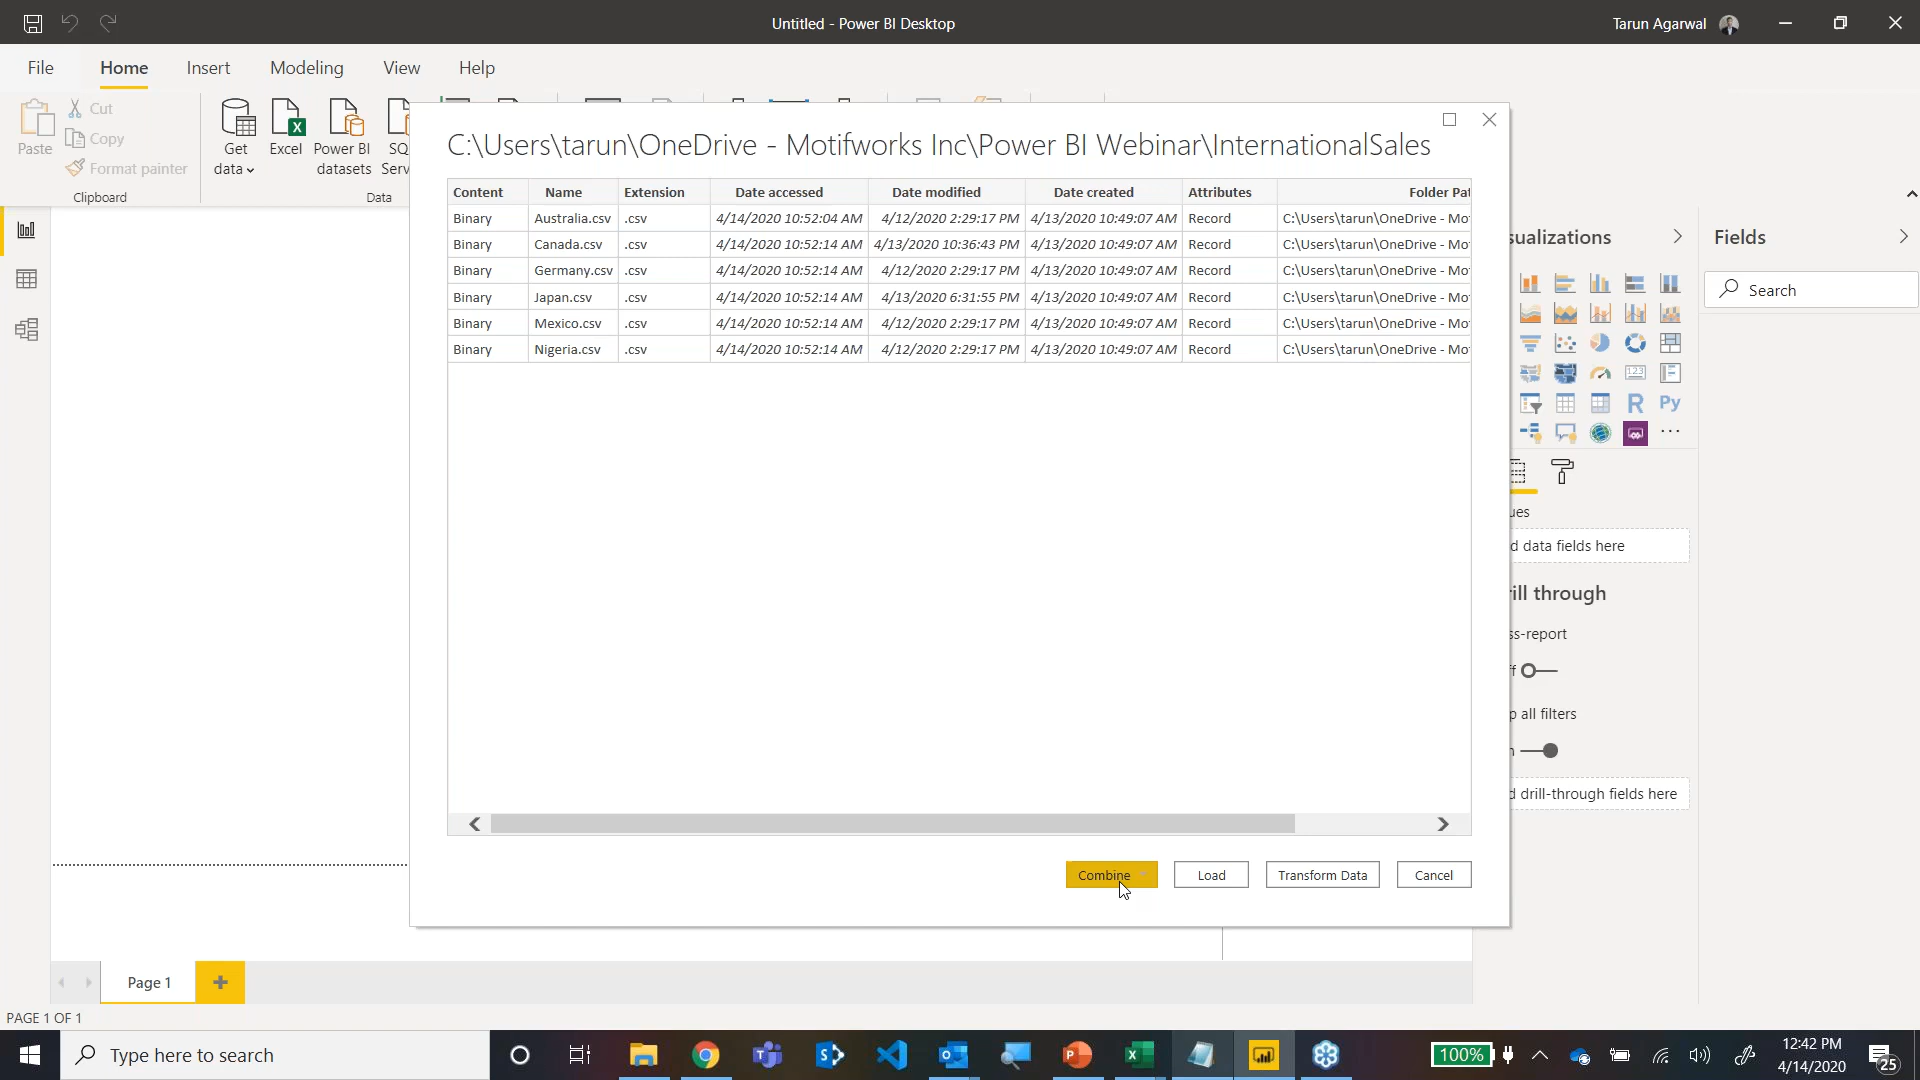 Untitled - Power BI Desktop
Tarun Agarwal
File Home Insert Modeling View Help
Paste
Cut
Copy
Format painter
Clipboard
Get data
Excel
Power BI datasets
Data
C:\Users\tarun\OneDrive - Motifworks Inc\Power BI Webinar\InternationalSales
Content Name Extension Date accessed Date modified Date created Attributes Folder Pat
Binary Australia.csv .csv 4/14/2020 10:52:04 AM 4/12/2020 2:29:17 PM 4/13/2020 10:49:07 AM Record C:\Users\tarun\OneDrive - Mo
Binary Canada.csv .csv 4/14/2020 10:52:14 AM 4/13/2020 10:36:43 PM 4/13/2020 10:49:07 AM Record C:\Users\tarun\OneDrive - Mo
Binary Germany.csv .csv 4/14/2020 10:52:14 AM 4/12/2020 2:29:17 PM 4/13/2020 10:49:07 AM Record C:\Users\tarun\OneDrive - Mo
Binary Japan.csv .csv 4/14/2020 10:52:14 AM 4/13/2020 6:31:55 PM 4/13/2020 10:49:07 AM Record C:\Users\tarun\OneDrive - Mo
Binary Mexico.csv .csv 4/14/2020 10:52:14 AM 4/12/2020 2:29:17 PM 4/13/2020 10:49:07 AM Record C:\Users\tarun\OneDrive - Mo
Binary Nigeria.csv .csv 4/14/2020 10:52:14 AM 4/12/2020 2:29:17 PM 4/13/2020 10:49:07 AM Record C:\Users\tarun\OneDrive - Mo
Combine Load Transform Data Cancel
sualizations
R Py
123
ues
d data fields here
ill through
ss-report
p all filters
d drill-through fields here
Fields
Search
Page 1
PAGE 1 OF 1
Type here to search
100%
12:42 PM
4/14/2020
25